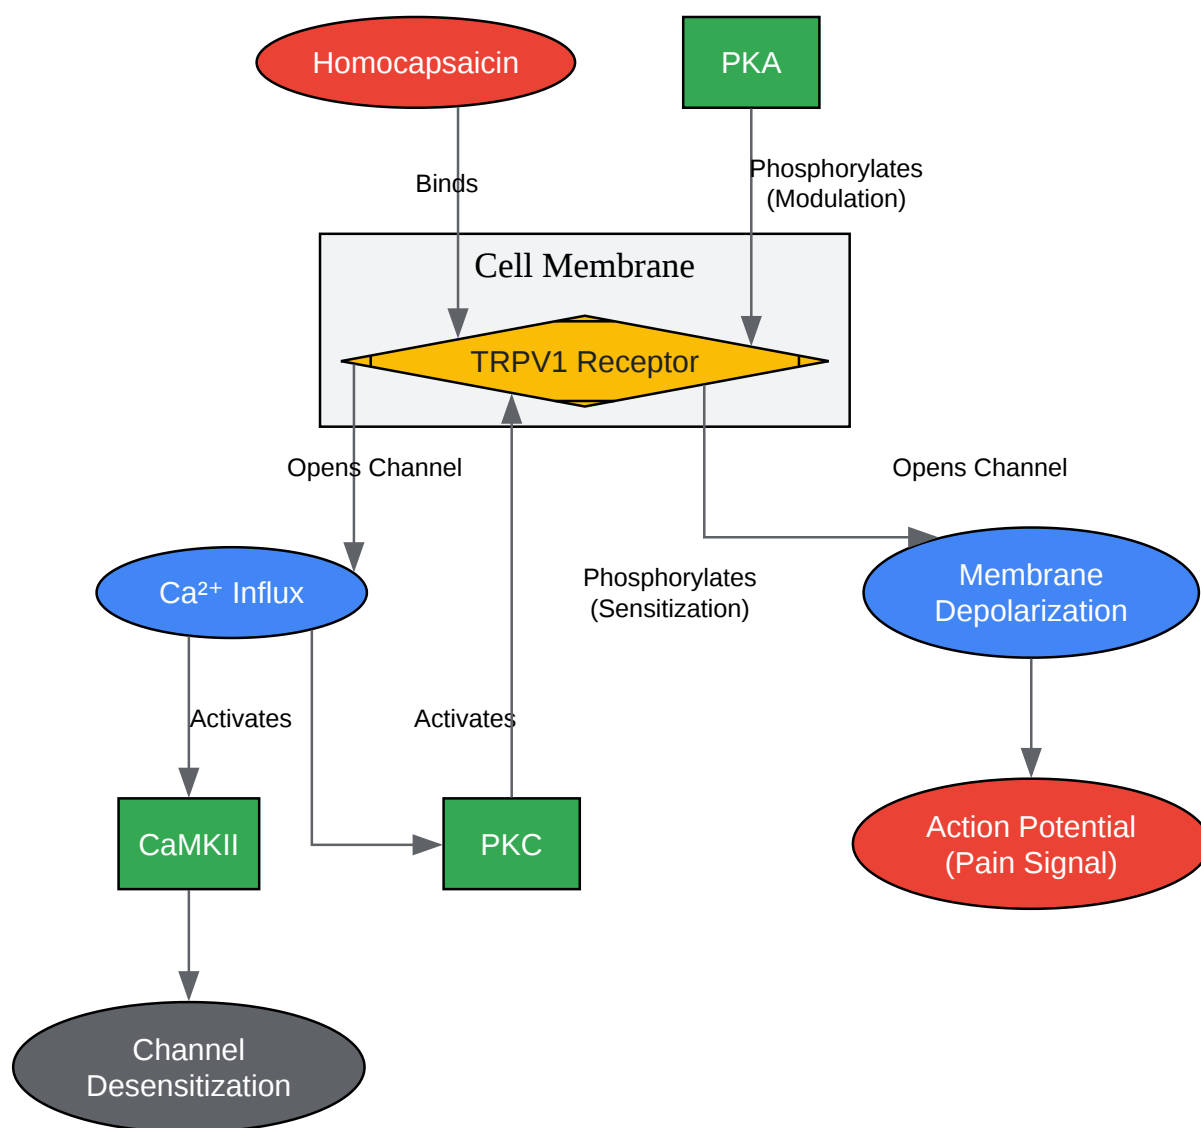 Homocapsaicin
PKA
Binds
Phosphorylates
(Modulation)
Cell Membrane
TRPV1 Receptor
Opens Channel
Opens Channel
Ca²⁺ Influx
Phosphorylates
(Sensitization)
Membrane
Depolarization
Activates
Activates
CaMKII
PKC
Action Potential
(Pain Signal)
Channel
Desensitization